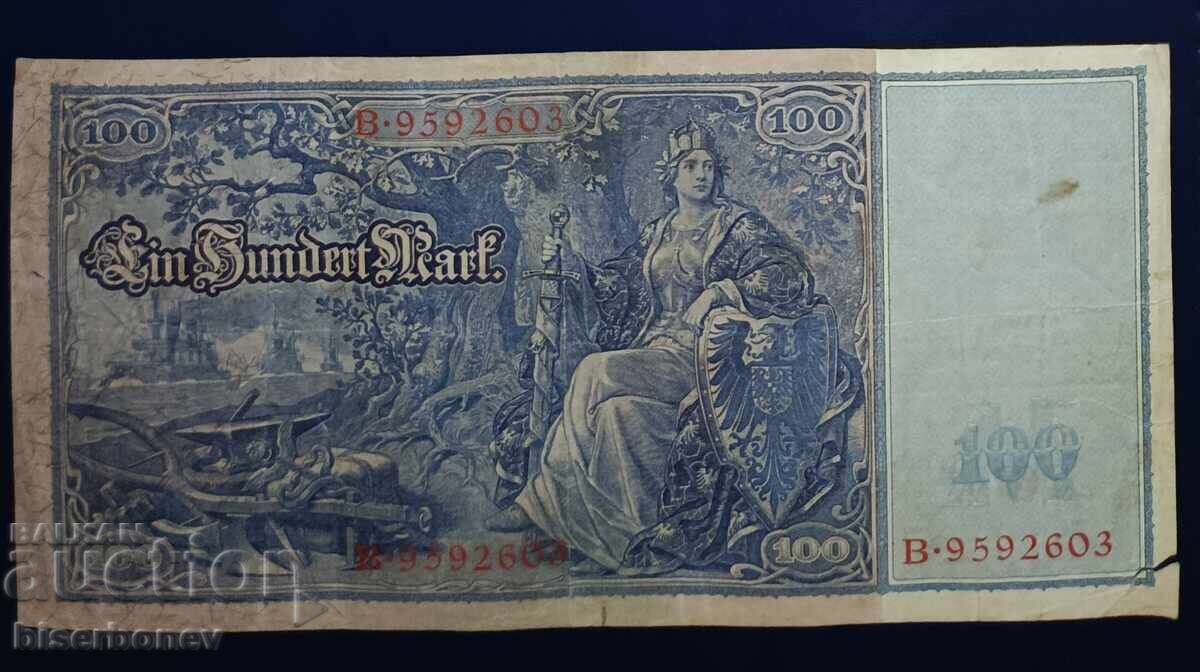 100
B·9592603
100
Ein Hundert Mark.
100
B·9592603
B·9592603
100
BALKAN
auction
biserbonev